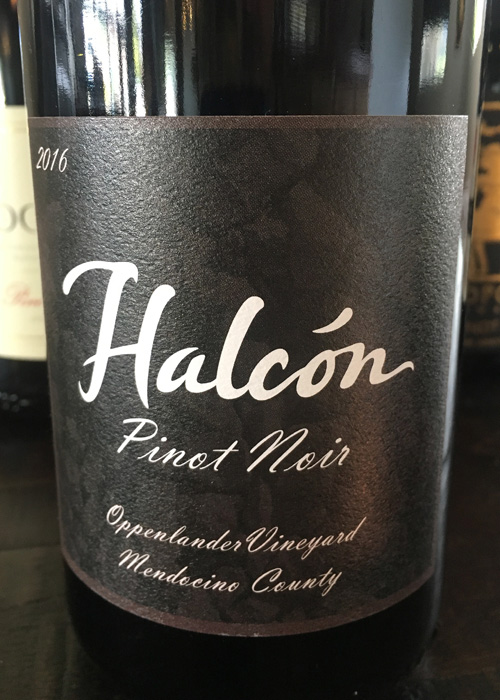 2016
Halcón
Pinot Noir
Oppenlander Vineyard
Mendocino County